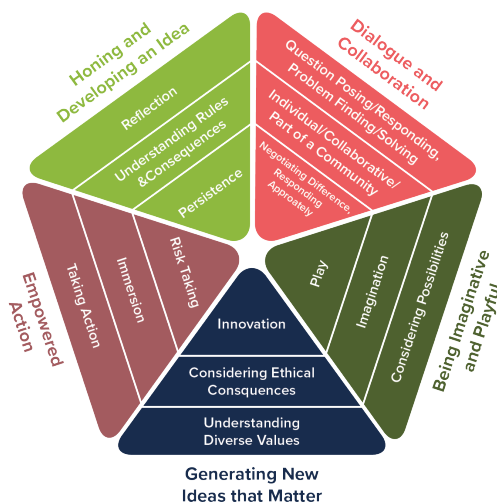 Honing and
Developing an Idea
Reflection
Understanding Rules
&Consequences
Persistence
Dialogue and
Collaboration
Question Posing/Responding,
Problem Finding/Solving
Individual/Collaborative/
Part of a Community
Negotiating Difference,
Responding
Approately
Being Imaginative
and Playful
Play
Imagination
Considering Possibilities
Generating New
Ideas that Matter
Innovation
Considering Ethical
Consquences
Understanding
Diverse Values
Empowered
Action
Taking Action
Immersion
Risk Taking